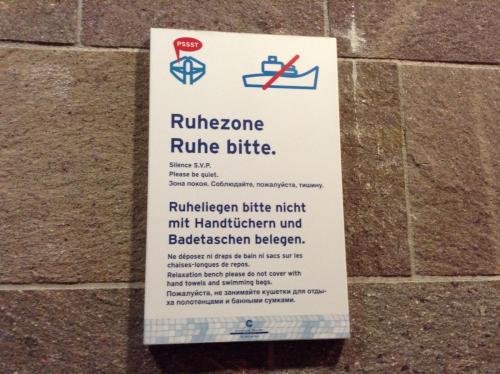 PSSST
Ruhezone
Ruhe bitte.
Silence S.V.P.
Please be quiet.
Зона покоя. Соблюдайте, пожалуйста, тишину.
Ruheliegen bitte nicht
mit Handtüchern und
Badetaschen belegen.
Ne déposez ni draps de bain ni sacs sur les
chaises-longues de repos.
Relaxation bench please do not cover with
hand towels and swimming bags.
Пожалуйста, не занимайте кушетки для отды-
ха полотенцами и банными сумками.